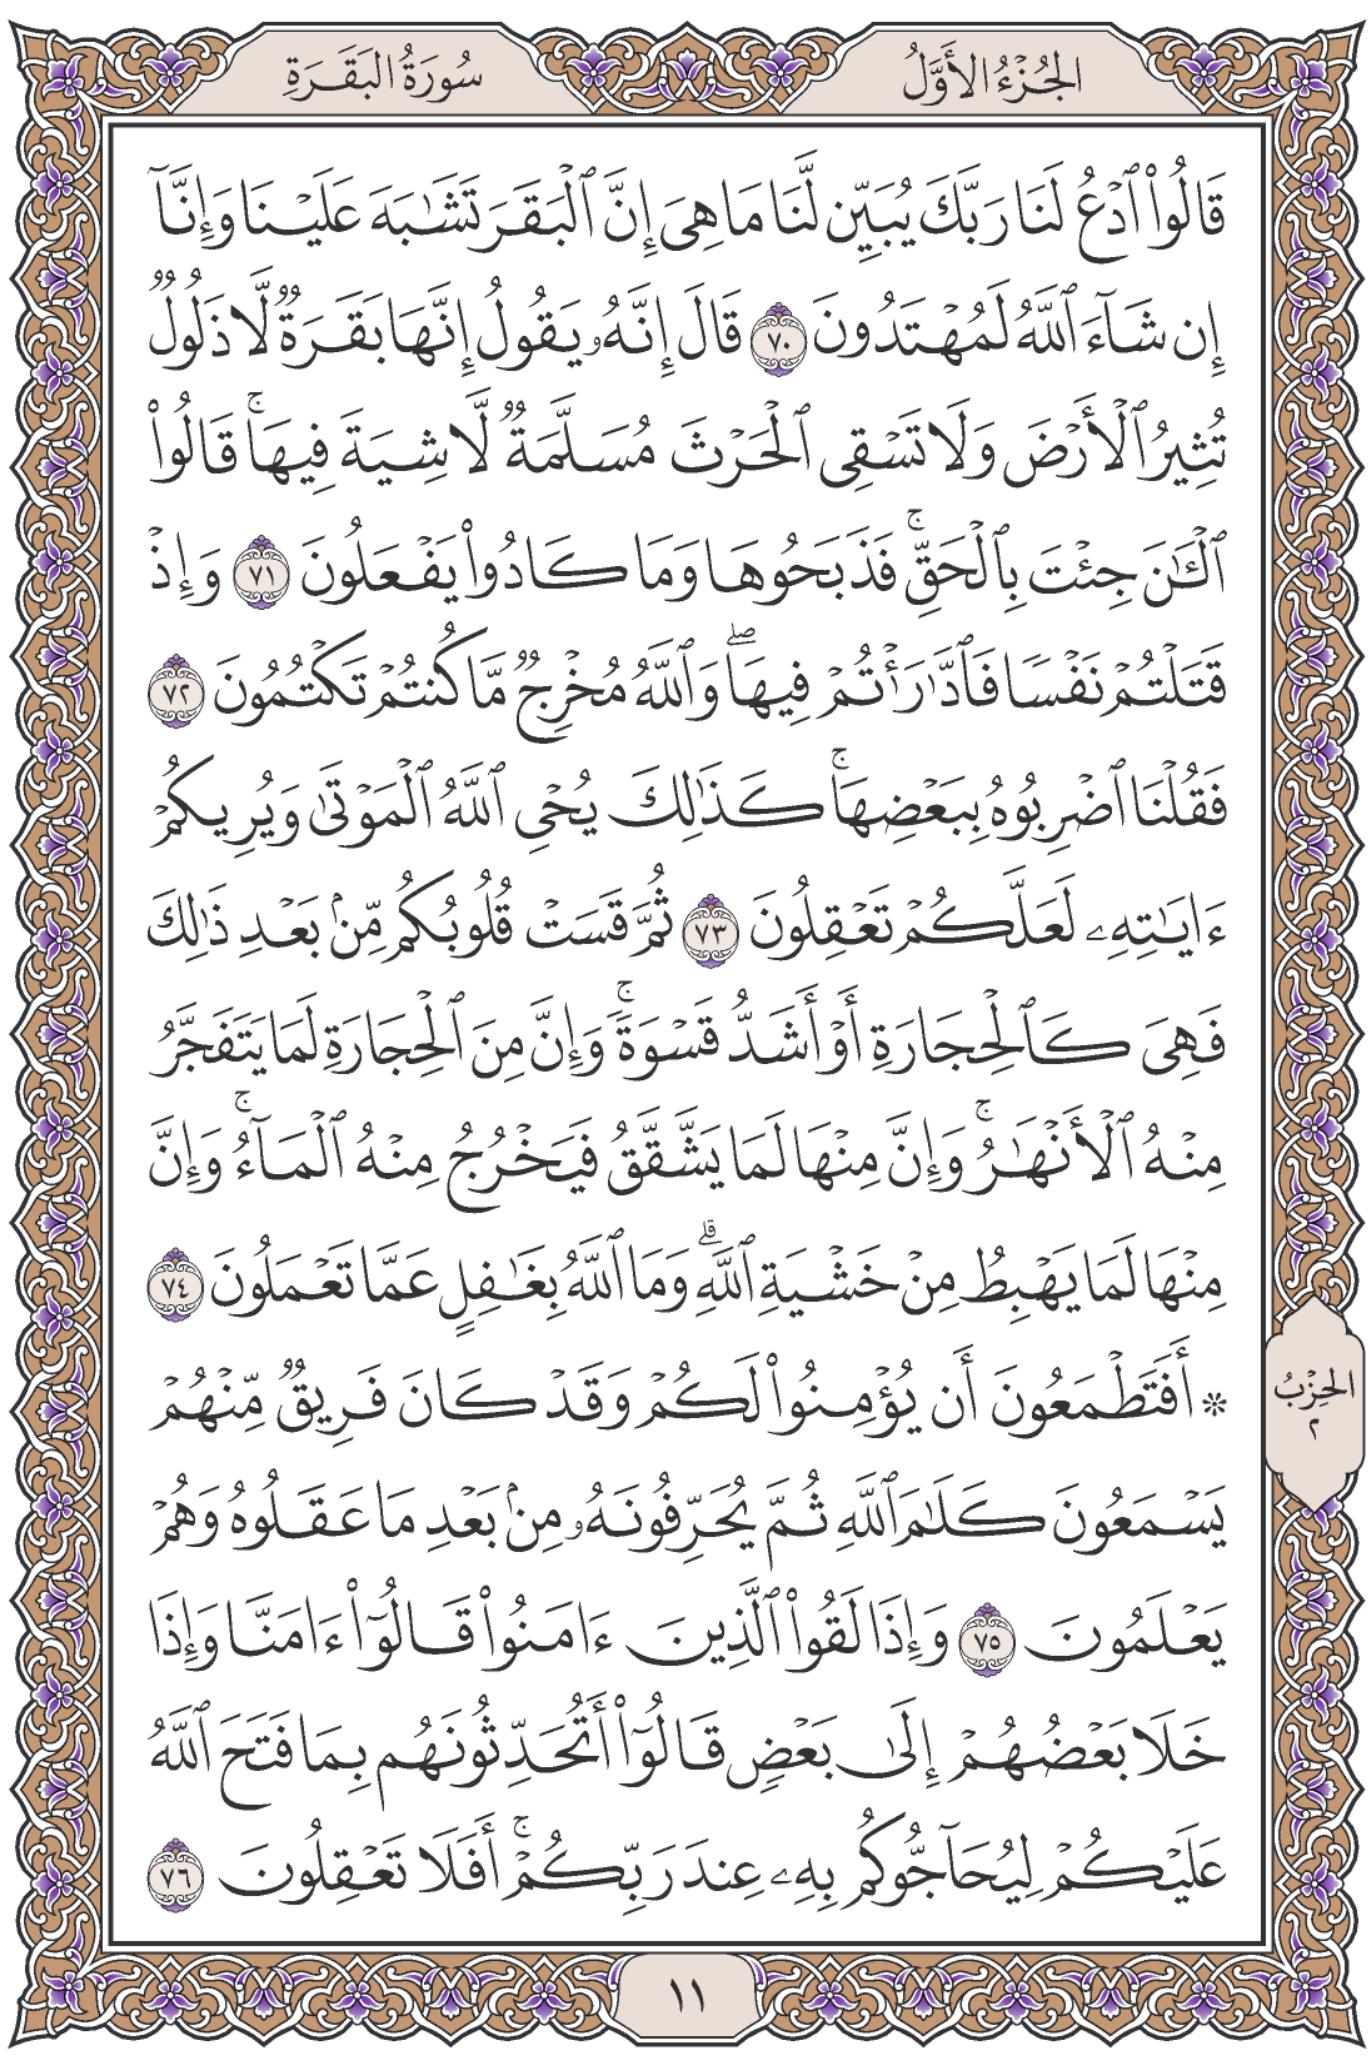 الجُزْءُ الأَوَّلُ
سُورَةُ البَقَرَةِ
قَالُوا۟ ٱدْعُ لَنَا رَبَّكَ يُبَيِّن لَّنَا مَا هِىَ إِنَّ ٱلْبَقَرَ تَشَـٰبَهَ عَلَيْنَا وَإِنَّآ
إِن شَآءَ ٱللَّهُ لَمُهْتَدُونَ ٧٠ قَالَ إِنَّهُۥ يَقُولُ إِنَّهَا بَقَرَةٌ لَّا ذَلُولٌ
تُثِيرُ ٱلْأَرْضَ وَلَا تَسْقِى ٱلْحَرْثَ مُسَلَّمَةٌ لَّا شِيَةَ فِيهَا ۚ قَالُوا۟
ٱلْـَٔـٰنَ جِئْتَ بِٱلْحَقِّ ۚ فَذَبَحُوهَا وَمَا كَادُوا۟ يَفْعَلُونَ ٧١ وَإِذْ
قَتَلْتُمْ نَفْسًا فَٱدَّٰرَْٰٔتُمْ فِيهَا ۖ وَٱللَّهُ مُخْرِجٌ مَّا كُنتُمْ تَكْتُمُونَ ٧٢
فَقُلْنَا ٱضْرِبُوهُ بِبَعْضِهَا ۚ كَذَٰلِكَ يُحْىِ ٱللَّهُ ٱلْمَوْتَىٰ وَيُرِيكُمْ
ءَايَـٰتِهِۦ لَعَلَّكُمْ تَعْقِلُونَ ٧٣ ثُمَّ قَسَتْ قُلُوبُكُم مِّنۢ بَعْدِ ذَٰلِكَ
فَهِىَ كَٱلْحِجَارَةِ أَوْ أَشَدُّ قَسْوَةً ۚ وَإِنَّ مِنَ ٱلْحِجَارَةِ لَمَا يَتَفَجَّرُ
مِنْهُ ٱلْأَنْهَـٰرُ ۚ وَإِنَّ مِنْهَا لَمَا يَشَّقَّقُ فَيَخْرُجُ مِنْهُ ٱلْمَآءُ ۚ وَإِنَّ
مِنْهَا لَمَا يَهْبِطُ مِنْ خَشْيَةِ ٱللَّهِ ۗ وَمَا ٱللَّهُ بِغَـٰفِلٍ عَمَّا تَعْمَلُونَ ٧٤
۞ أَفَتَطْمَعُونَ أَن يُؤْمِنُوا۟ لَكُمْ وَقَدْ كَانَ فَرِيقٌ مِّنْهُمْ
يَسْمَعُونَ كَلَـٰمَ ٱللَّهِ ثُمَّ يُحَرِّفُونَهُۥ مِنۢ بَعْدِ مَا عَقَلُوهُ وَهُمْ
يَعْلَمُونَ ٧٥ وَإِذَا لَقُوا۟ ٱلَّذِينَ ءَامَنُوا۟ قَالُوٓا۟ ءَامَنَّا وَإِذَا
خَلَا بَعْضُهُمْ إِلَىٰ بَعْضٍ قَالُوٓا۟ أَتُحَدِّثُونَهُم بِمَا فَتَحَ ٱللَّهُ
عَلَيْكُمْ لِيُحَآجُّوكُم بِهِۦ عِندَ رَبِّكُمْ ۚ أَفَلَا تَعْقِلُونَ ٧٦
الحِزْبُ
٢
١١